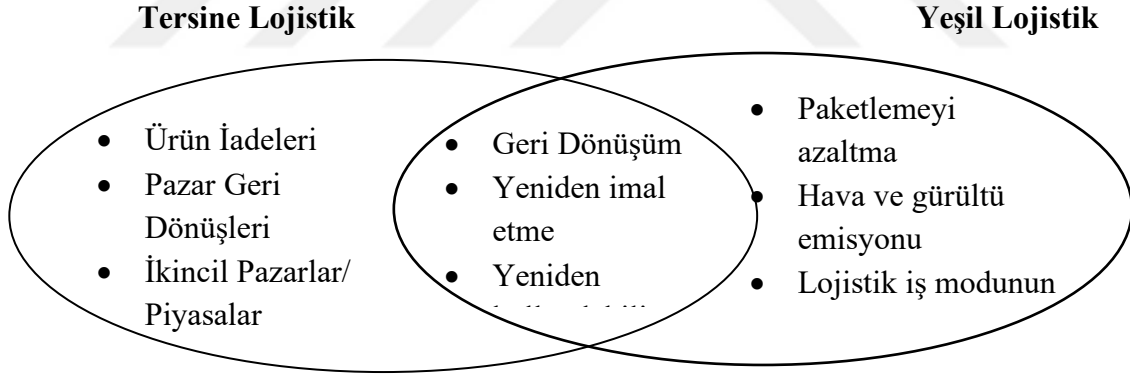 Tersine Lojistik
Yeşil Lojistik
• Ürün İadeleri
• Pazar Geri
Dönüşleri
• İkincil Pazarlar/
Piyasalar
• Geri Dönüşüm
• Yeniden imal
etme
• Yeniden
• Paketlemeyi
azaltma
• Hava ve gürültü
emisyonu
• Lojistik iş modunun